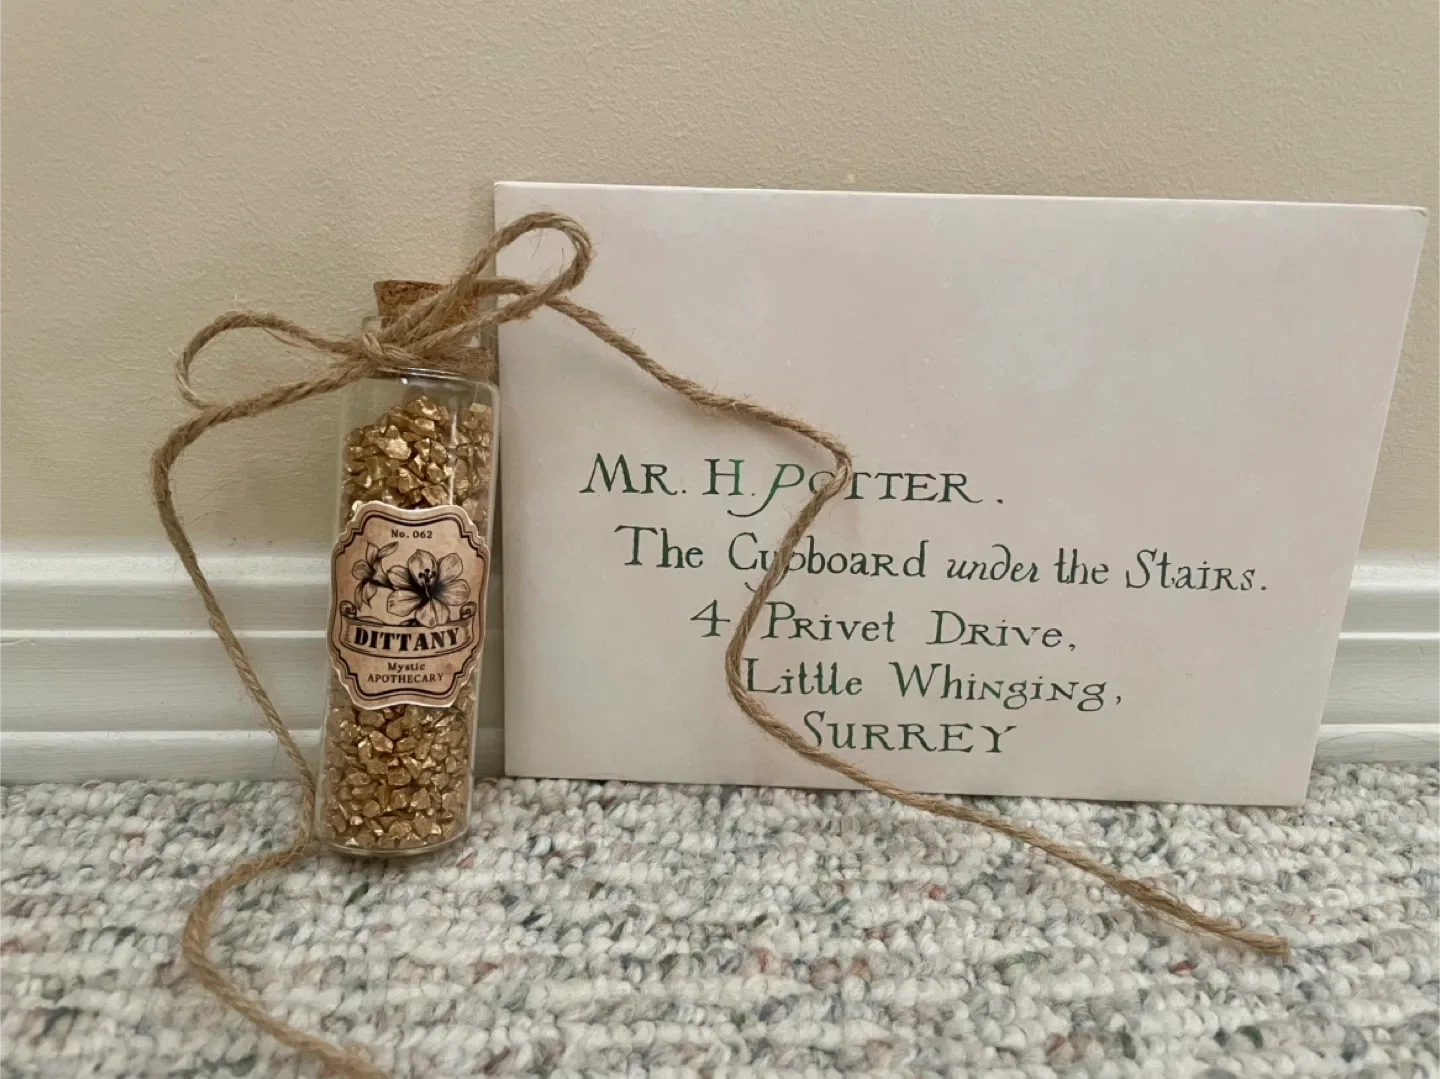 No. 062
DITTANY
Mystic
APOTHECARY
MR. H. POTTER.
The Cupboard under the Stairs.
4 Privet Drive,
Little Whinging,
SURREY